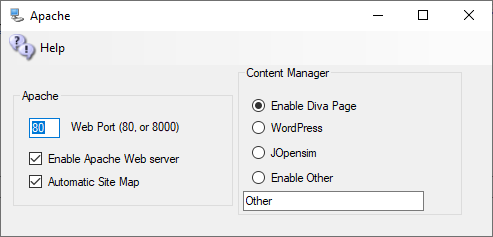 Apache
Help
Apache
80 Web Port (80, or 8000)
Enable Apache Web server
Automatic Site Map
Content Manager
Enable Diva Page
WordPress
JOpensim
Enable Other
Other